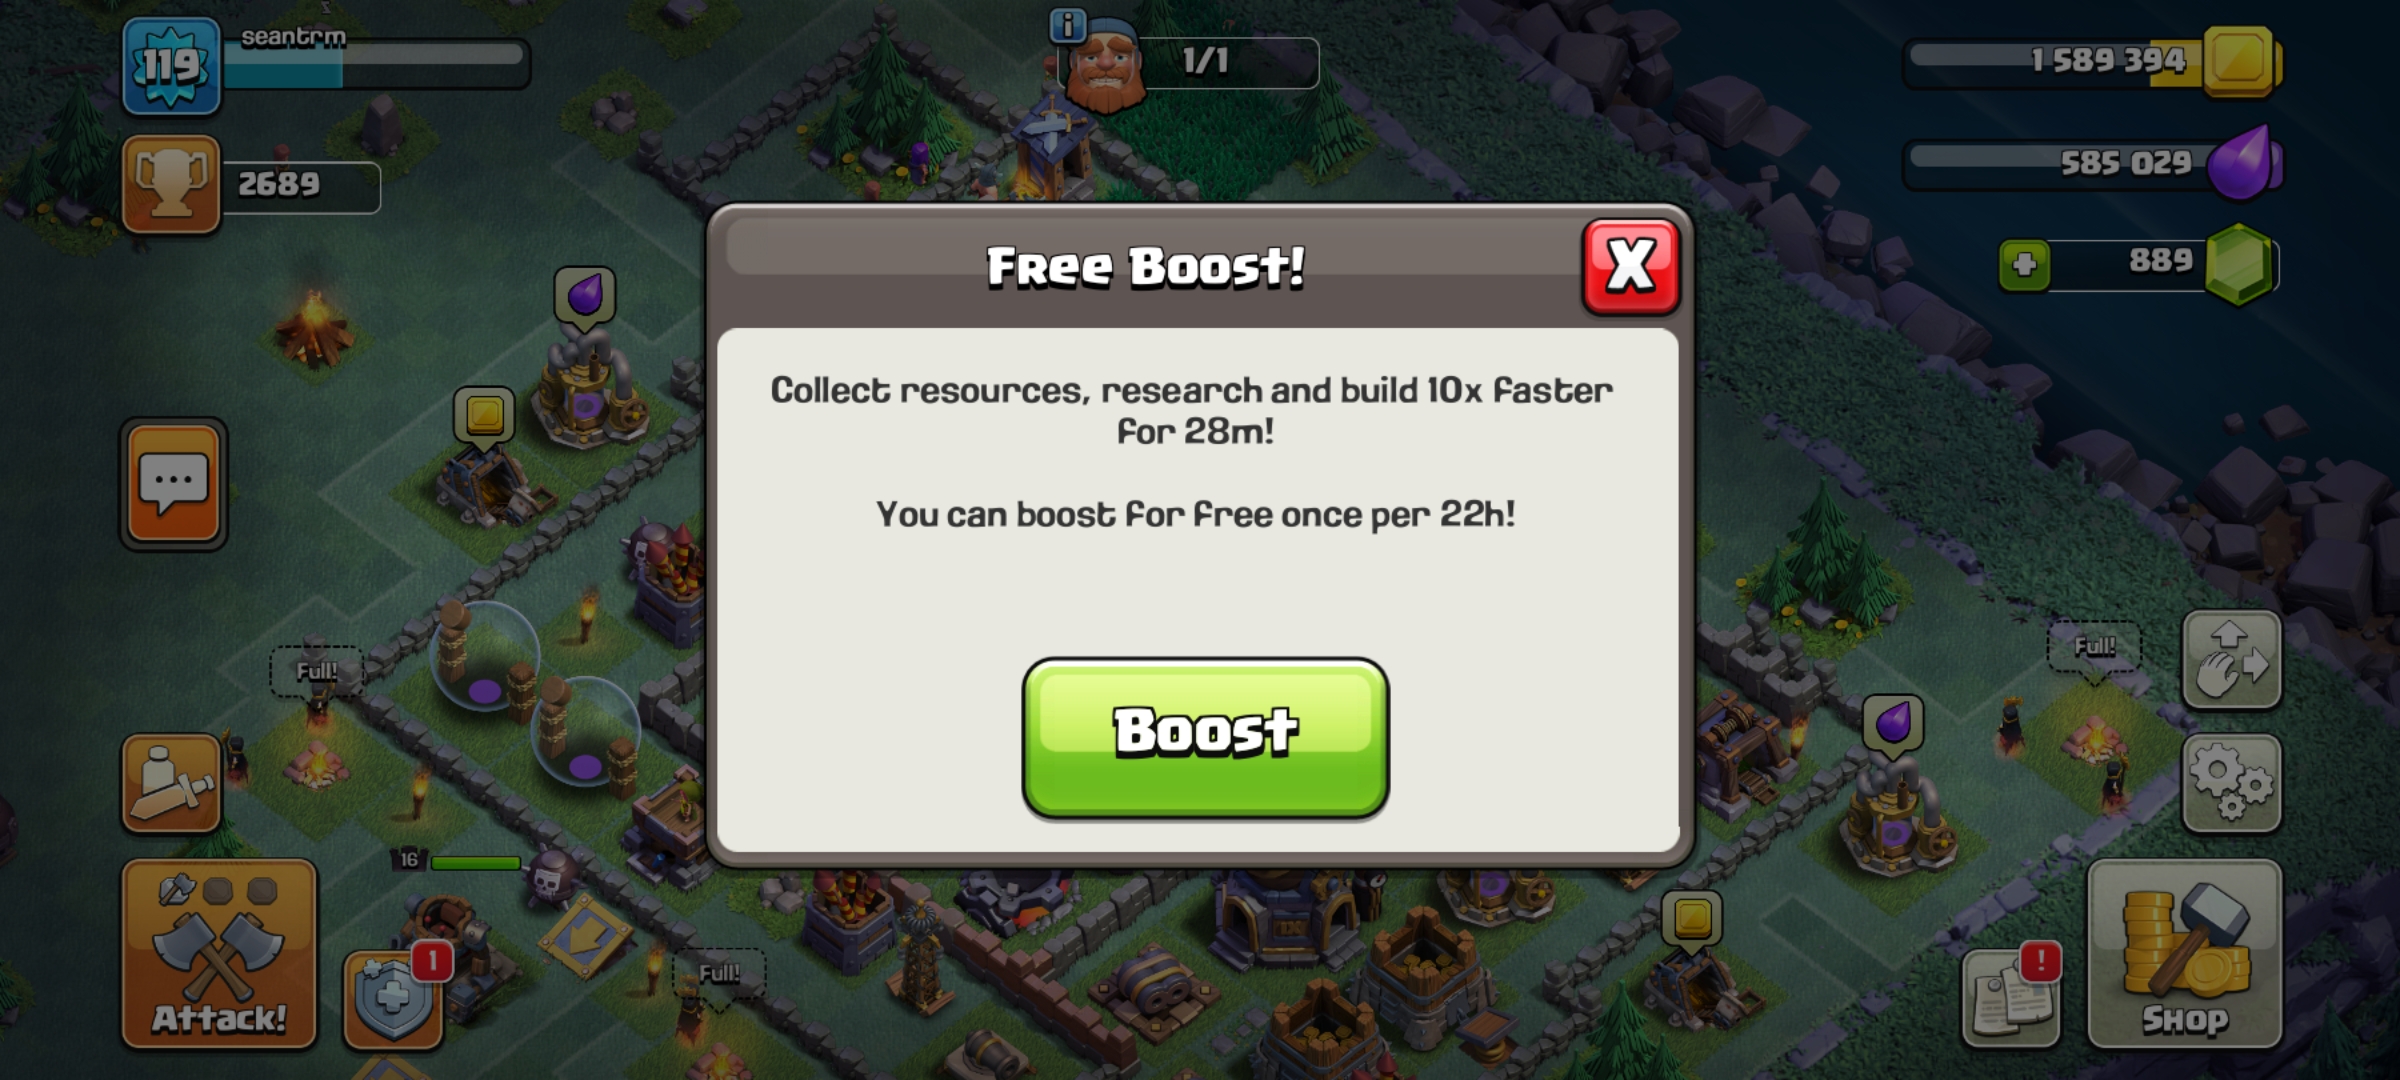 119
seantrm
1/1
1 589 394
2689
585 029
889
Free Boost!
X
Collect resources, research and build 10x faster
for 28m!
You can boost for free once per 22h!
Boost
Full!
Full!
16
Full!
1
!
Attack!
Shop